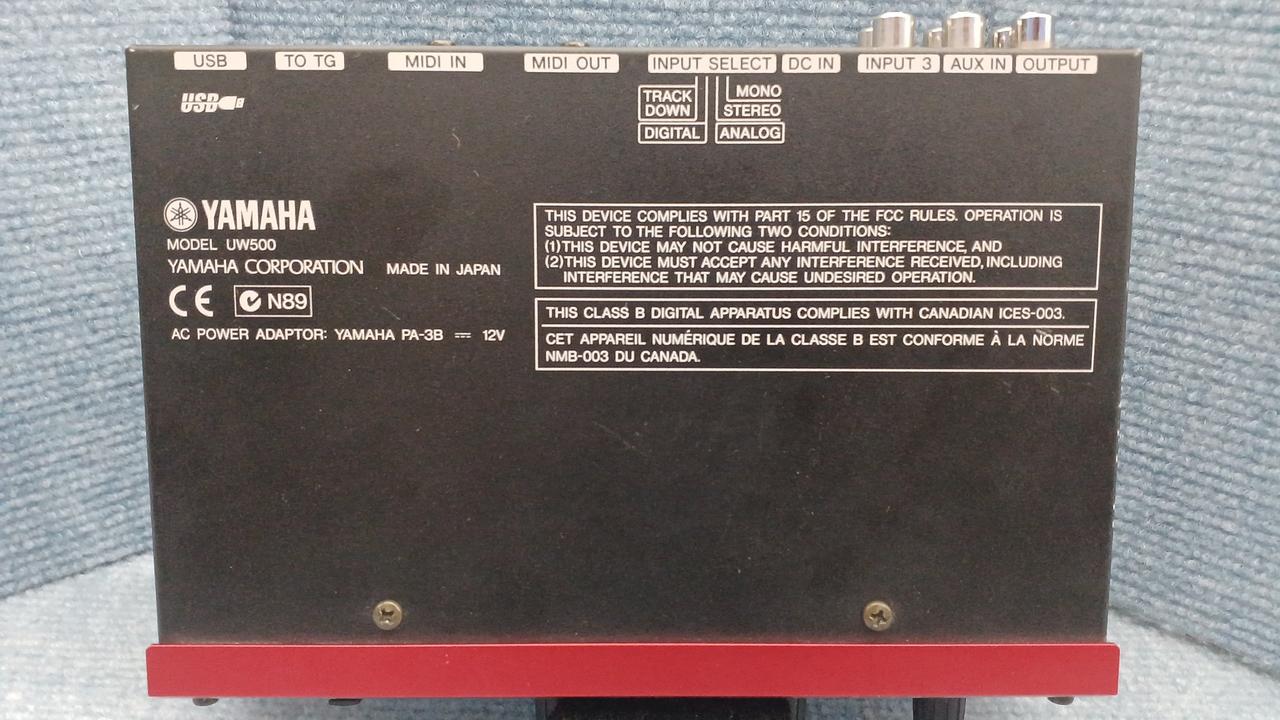 USB TO TG MIDI IN MIDI OUT INPUT SELECT DC IN INPUT 3 AUX IN OUTPUT
USB
TRACK DOWN
MONO
STEREO
DIGITAL
ANALOG
YAMAHA
MODEL UW500
YAMAHA CORPORATION MADE IN JAPAN
CE N89
AC POWER ADAPTOR: YAMAHA PA-3B 12V
THIS DEVICE COMPLIES WITH PART 15 OF THE FCC RULES. OPERATION IS
SUBJECT TO THE FOLLOWING TWO CONDITIONS:
(1)THIS DEVICE MAY NOT CAUSE HARMFUL INTERFERENCE, AND
(2)THIS DEVICE MUST ACCEPT ANY INTERFERENCE RECEIVED, INCLUDING
INTERFERENCE THAT MAY CAUSE UNDESIRED OPERATION.
THIS CLASS B DIGITAL APPARATUS COMPLIES WITH CANADIAN ICES-003.
CET APPAREIL NUMÉRIQUE DE LA CLASSE B EST CONFORME À LA NORME
NMB-003 DU CANADA.